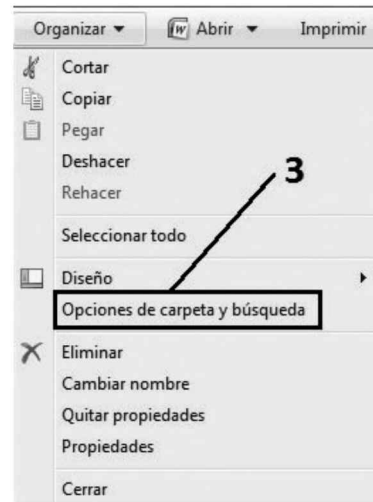 Organizar Abrir Imprimir
Cortar
Copiar
Pegar
Deshacer
3
Rehacer
Seleccionar todo
Diseño
Opciones de carpeta y búsqueda
Eliminar
Cambiar nombre
Quitar propiedades
Propiedades
Cerrar